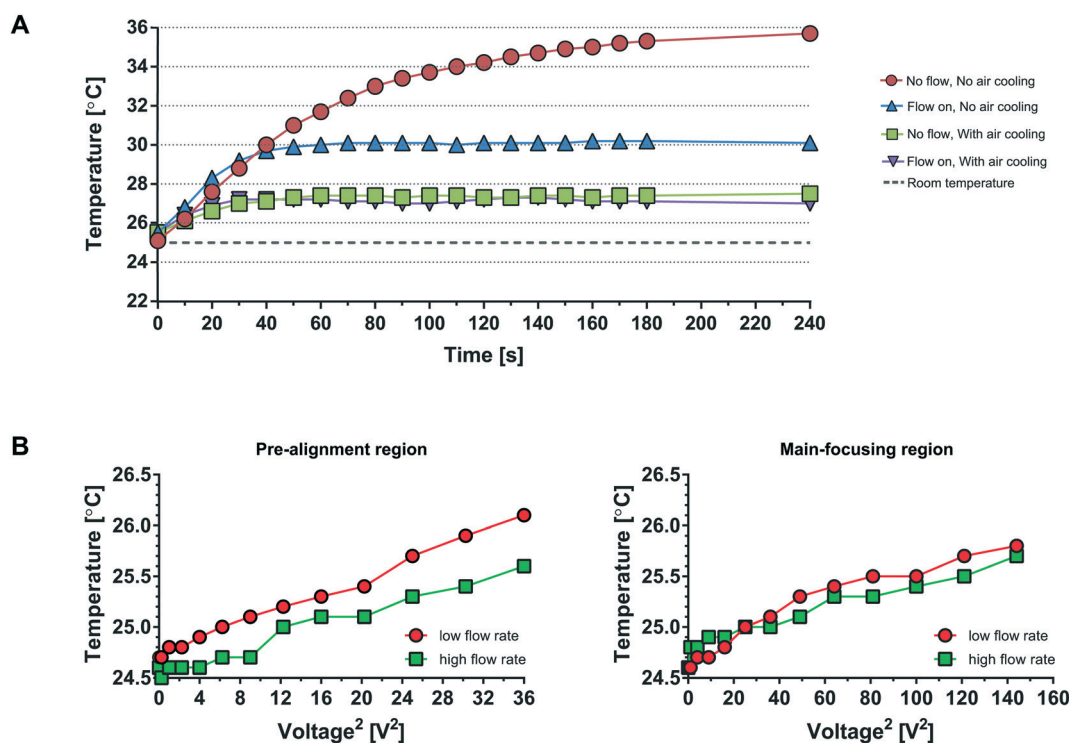 A
Temperature [°C]
36
34
32
30
28
26
24
22
0 20 40 60 80 100 120 140 160 180 200 220 240
Time [s]
No flow, No air cooling
Flow on, No air cooling
No flow, With air cooling
Flow on, With air cooling
Room temperature
B
Pre-alignment region
Temperature [°C]
26.5
26.0
25.5
25.0
24.5
0 4 8 12 16 20 24 28 32 36
Voltage² [V²]
low flow rate
high flow rate
Main-focusing region
Temperature [°C]
26.5
26.0
25.5
25.0
24.5
0 20 40 60 80 100 120 140 160
Voltage² [V²]
low flow rate
high flow rate